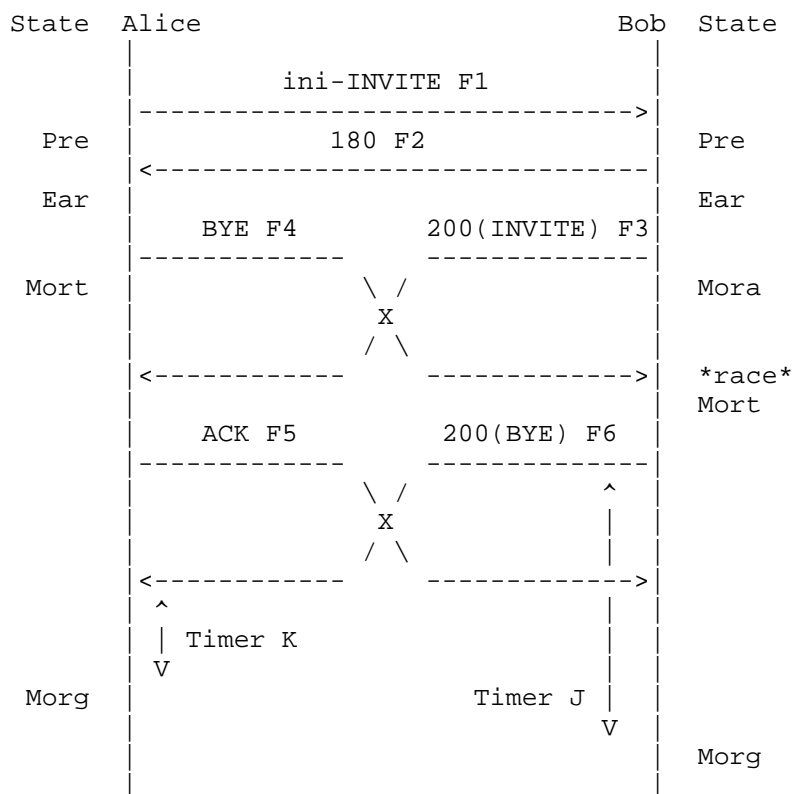 State Alice Bob State
ini-INVITE F1
Pre 180 F2 Pre
Ear Ear
BYE F4 200(INVITE) F3
Mort Mora
X
*race*
Mort
ACK F5 200(BYE) F6
X
Timer K
Morg Timer J
V
Morg